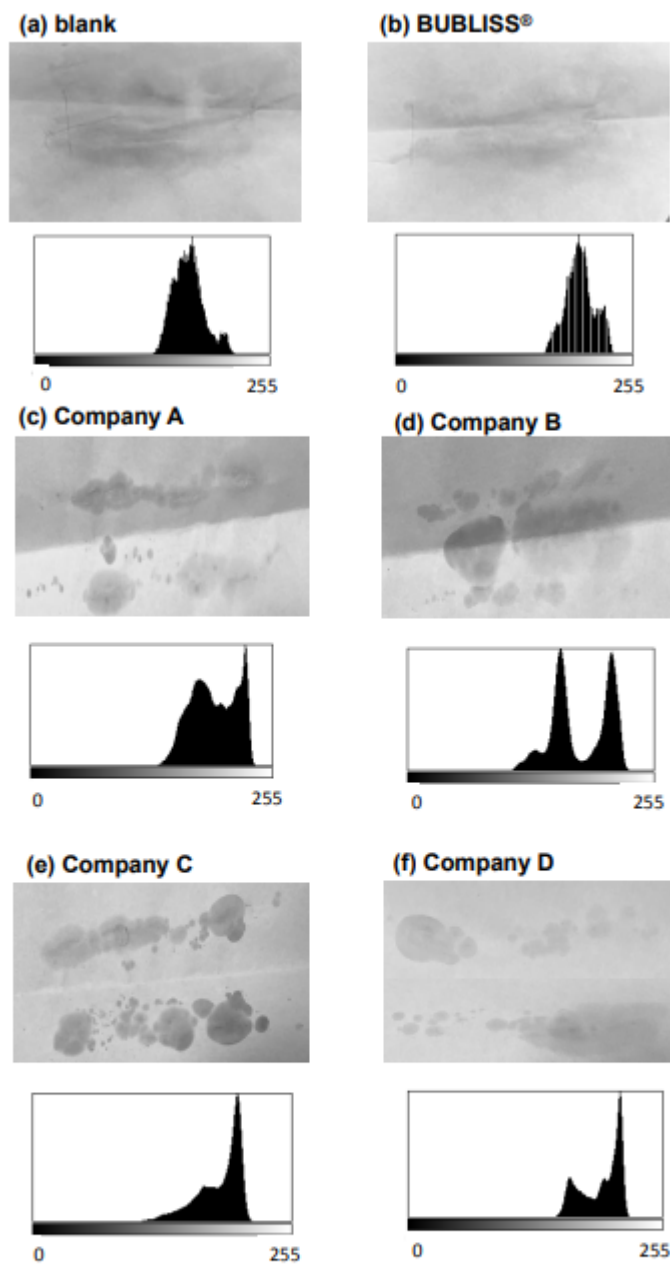 (a) blank
(b) BUBLISS®
0 255
0 255
(c) Company A
(d) Company B
0 255
0 255
(e) Company C
(f) Company D
0 255
0 255